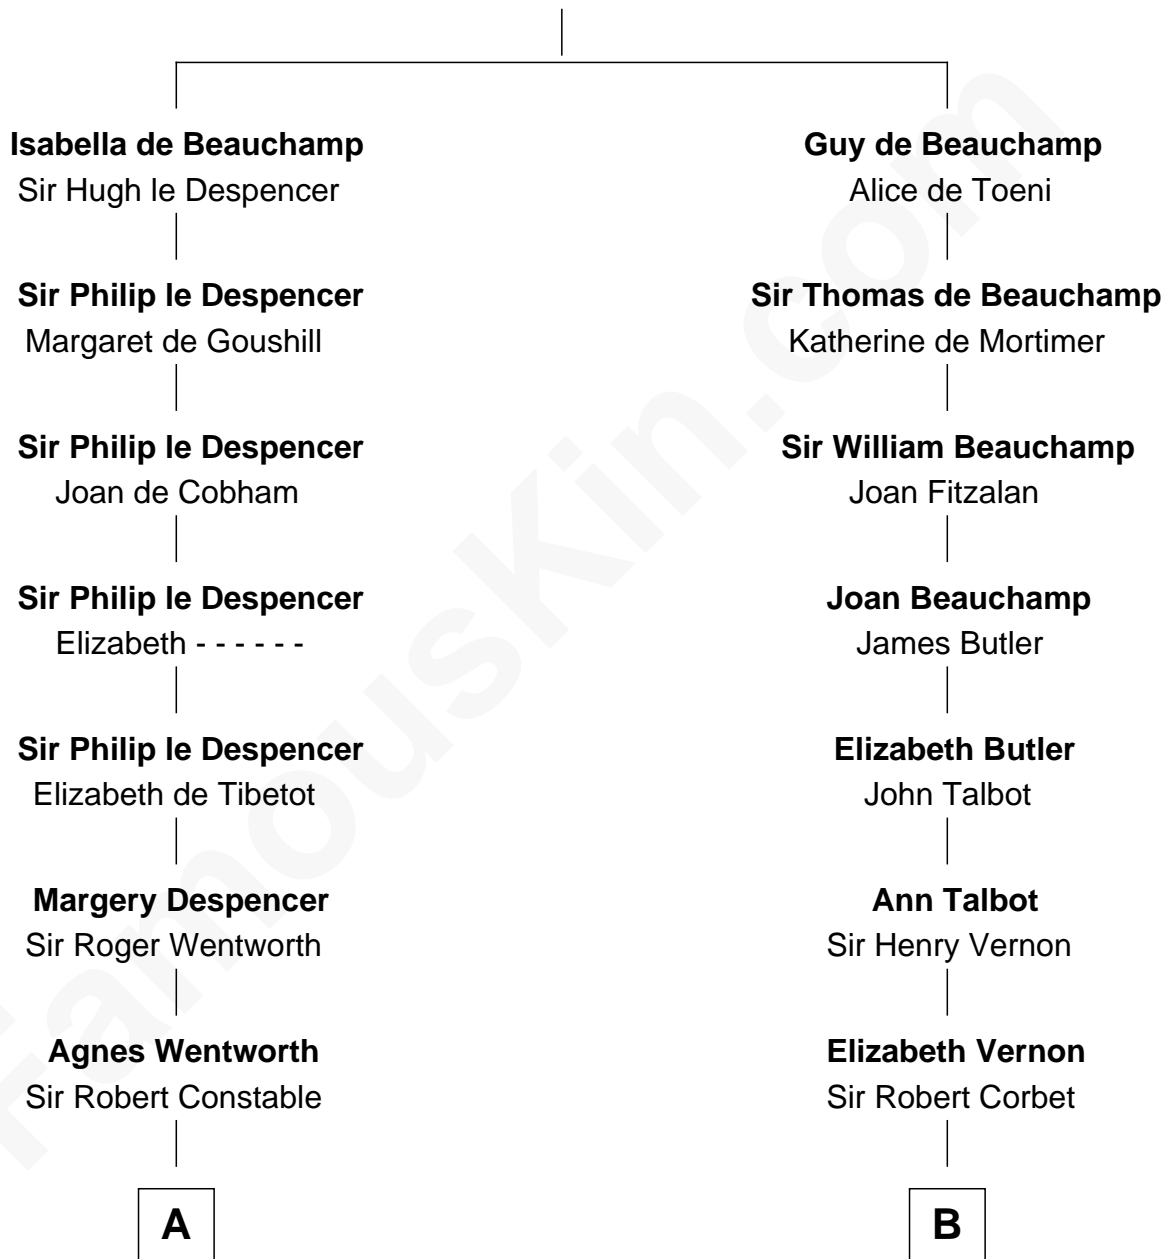 Isabella de Beauchamp
Sir Hugh le Despencer
Guy de Beauchamp
Alice de Toeni
Sir Philip le Despencer
Margaret de Goushill
Sir Thomas de Beauchamp
Katherine de Mortimer
Sir Philip le Despencer
Joan de Cobham
Sir William Beauchamp
Joan Fitzalan
Sir Philip le Despencer
Elizabeth - - - - - -
Joan Beauchamp
James Butler
Sir Philip le Despencer
Elizabeth de Tibetot
Elizabeth Butler
John Talbot
Margery Despencer
Sir Roger Wentworth
Ann Talbot
Sir Henry Vernon
Agnes Wentworth
Sir Robert Constable
Elizabeth Vernon
Sir Robert Corbet
A
B
FamousKin.com